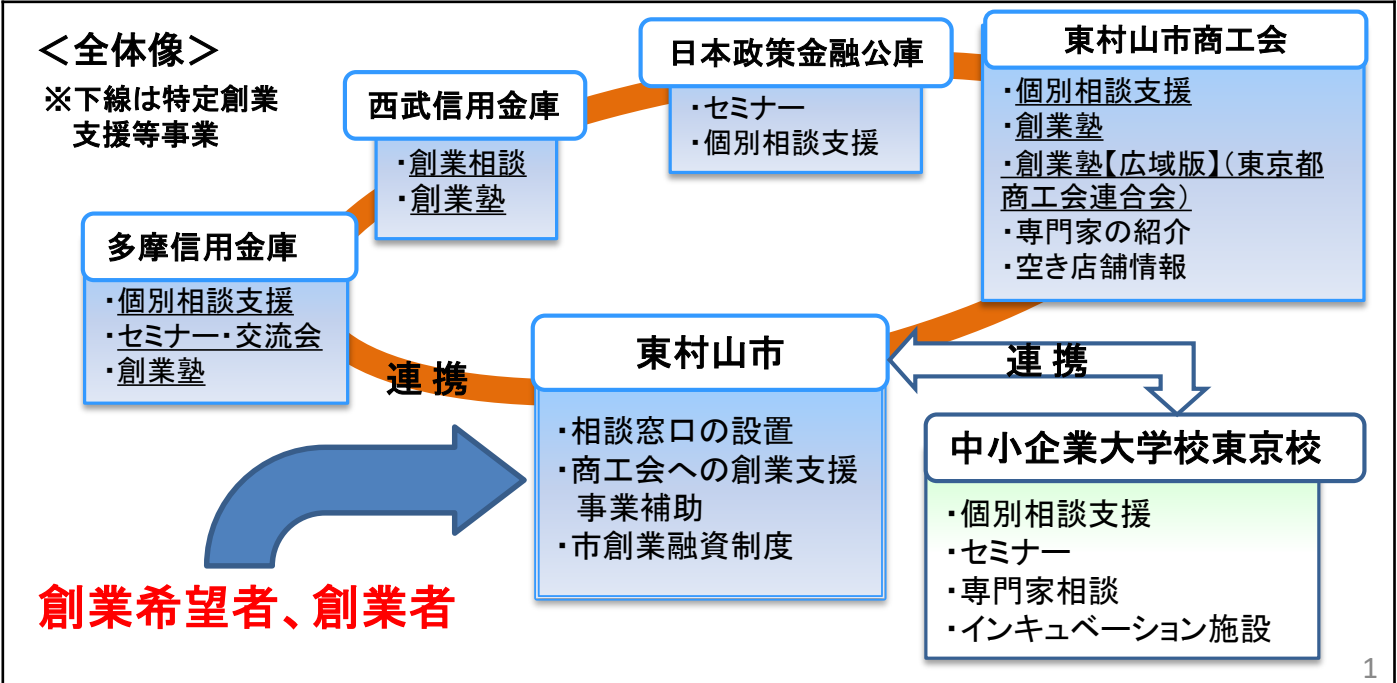 ＜全体像＞
※下線は特定創業
支援等事業
西武信用金庫
・創業相談
・創業塾
日本政策金融公庫
・セミナー
・個別相談支援
東村山市商工会
・個別相談支援
・創業塾
・創業塾【広域版】（東京都
商工会連合会）
・専門家の紹介
・空き店舗情報
多摩信用金庫
・個別相談支援
・セミナー・交流会
・創業塾
連携
東村山市
・相談窓口の設置
・商工会への創業支援
事業補助
・市創業融資制度
連携
中小企業大学校東京校
・個別相談支援
・セミナー
・専門家相談
・インキュベーション施設
創業希望者、創業者
1